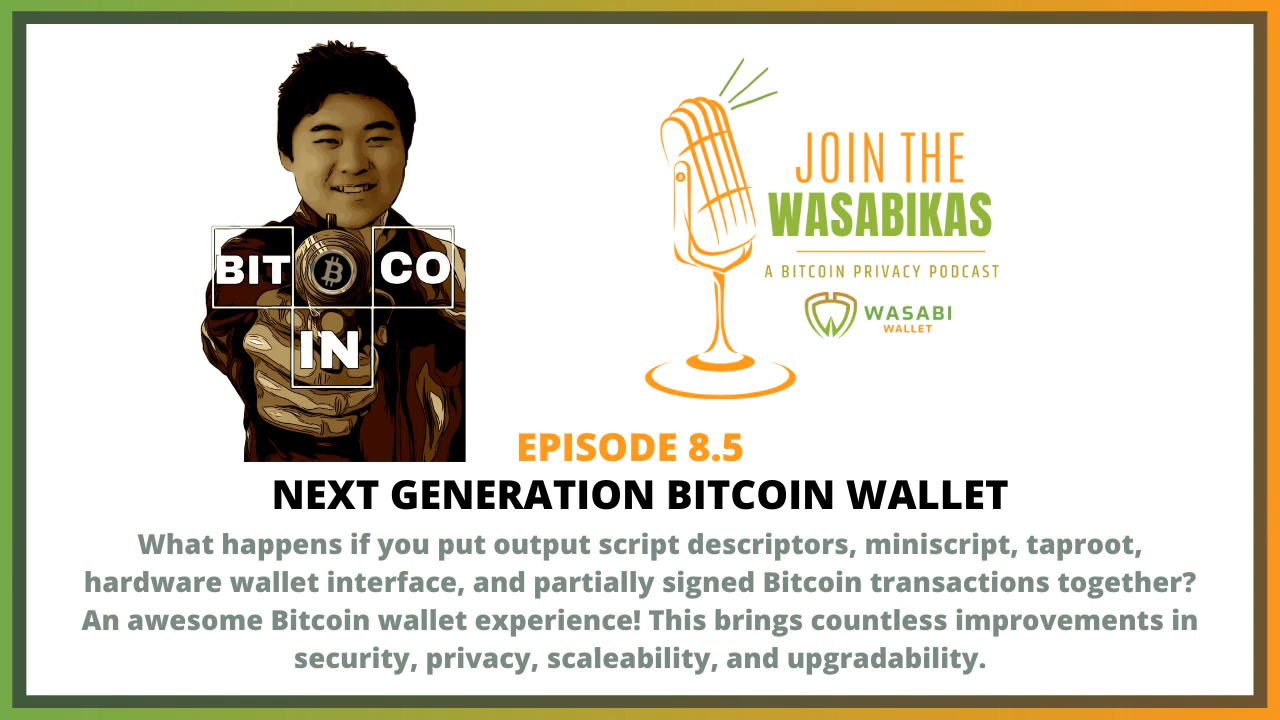 BIT CO
IN
JOIN THE
WASABIKAS
A BITCOIN PRIVACY PODCAST
WASABI
WALLET
EPISODE 8.5
NEXT GENERATION BITCOIN WALLET
What happens if you put output script descriptors, miniscript, taproot,
hardware wallet interface, and partially signed Bitcoin transactions together?
An awesome Bitcoin wallet experience! This brings countless improvements in
security, privacy, scaleability, and upgradability.